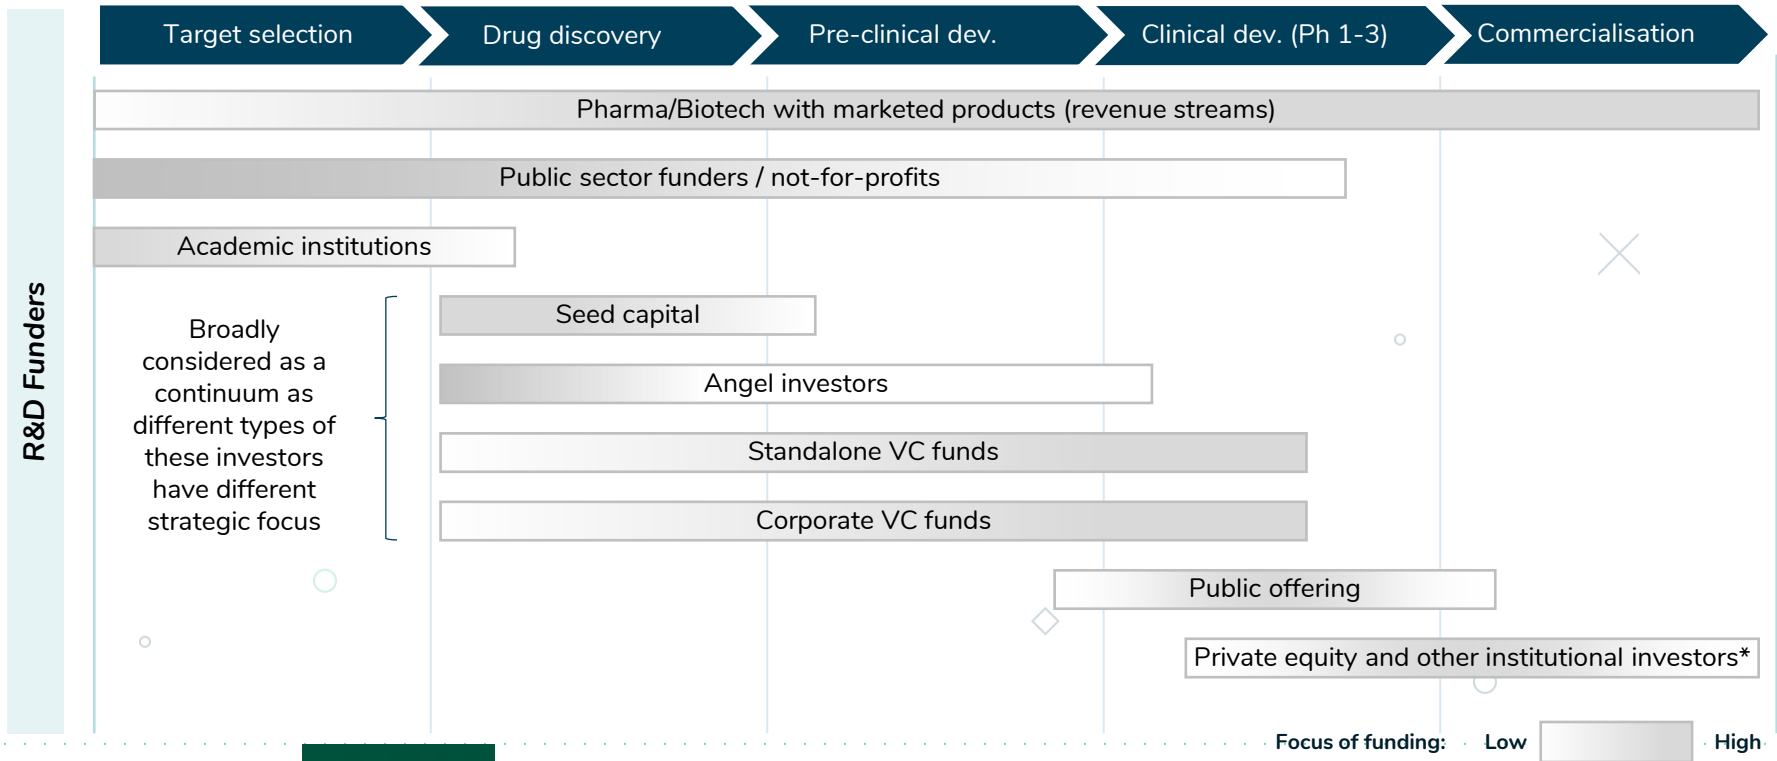 Target selection
Drug discovery
Pre-clinical dev.
Clinical dev. (Ph 1-3)
Commercialisation
R&D Funders
Pharma/Biotech with marketed products (revenue streams)
Public sector funders / not-for-profits
Academic institutions
Broadly
considered as a
continuum as
different types of
these investors
have different
strategic focus
Seed capital
Angel investors
Standalone VC funds
Corporate VC funds
Public offering
Private equity and other institutional investors*
Focus of funding:
Low
High